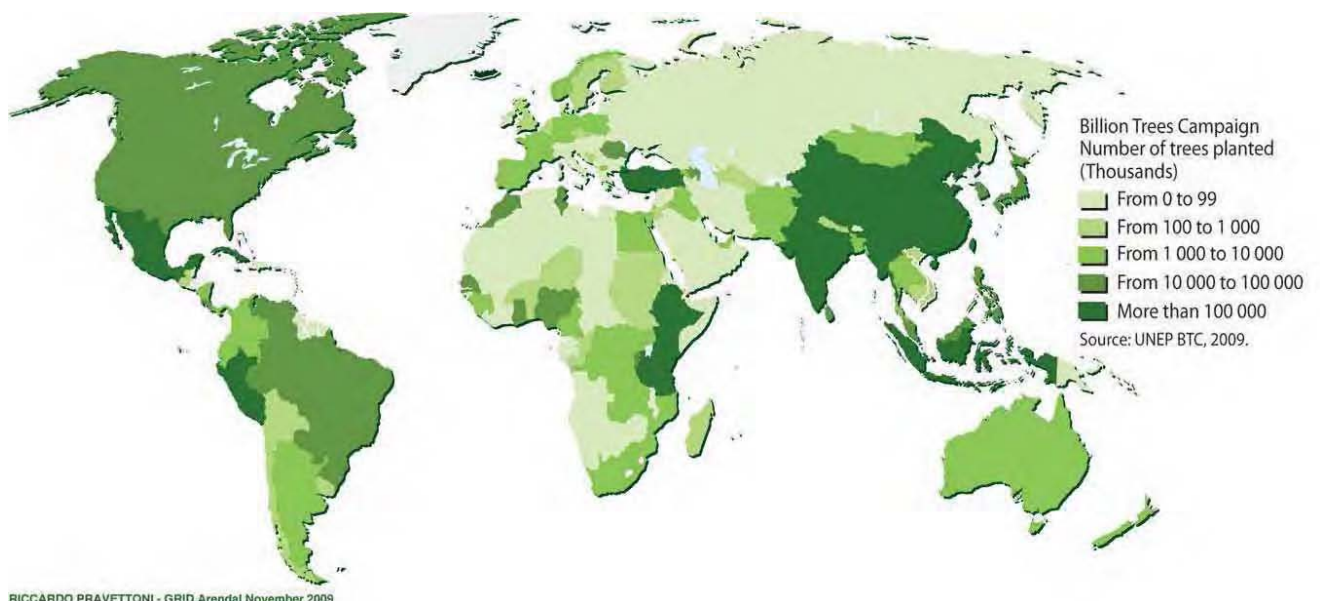 Billion Trees Campaign
Number of trees planted
(Thousands)
From 0 to 99
From 100 to 1 000
From 1 000 to 10 000
From 10 000 to 100 000
More than 100 000
Source: UNEP BTC, 2009.
RICCARDO PRAVETTONI - GRID Arendal November 2009